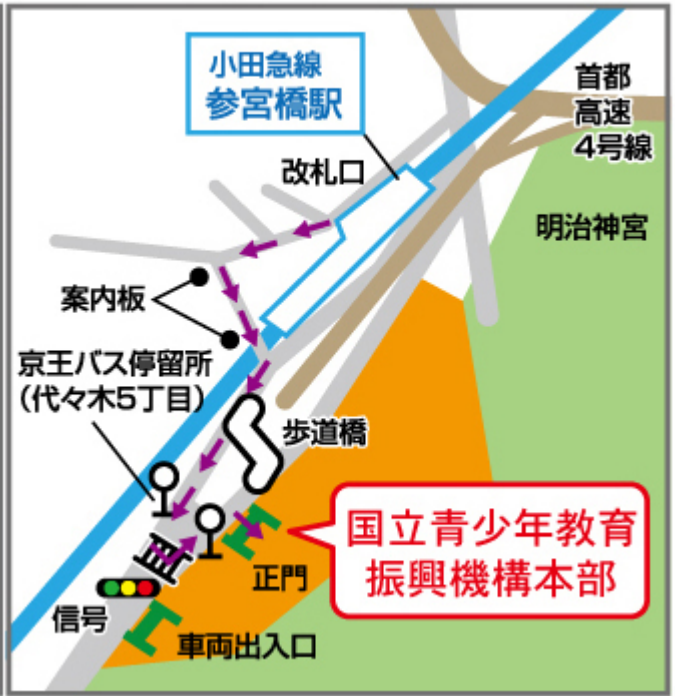 小田急線
参宮橋駅
首都
高速
4号線
改札口
明治神宮
案内板
京王バス停留所
（代々木5丁目）
歩道橋
国立青少年教育
振興機構本部
正門
信号
車両出入口